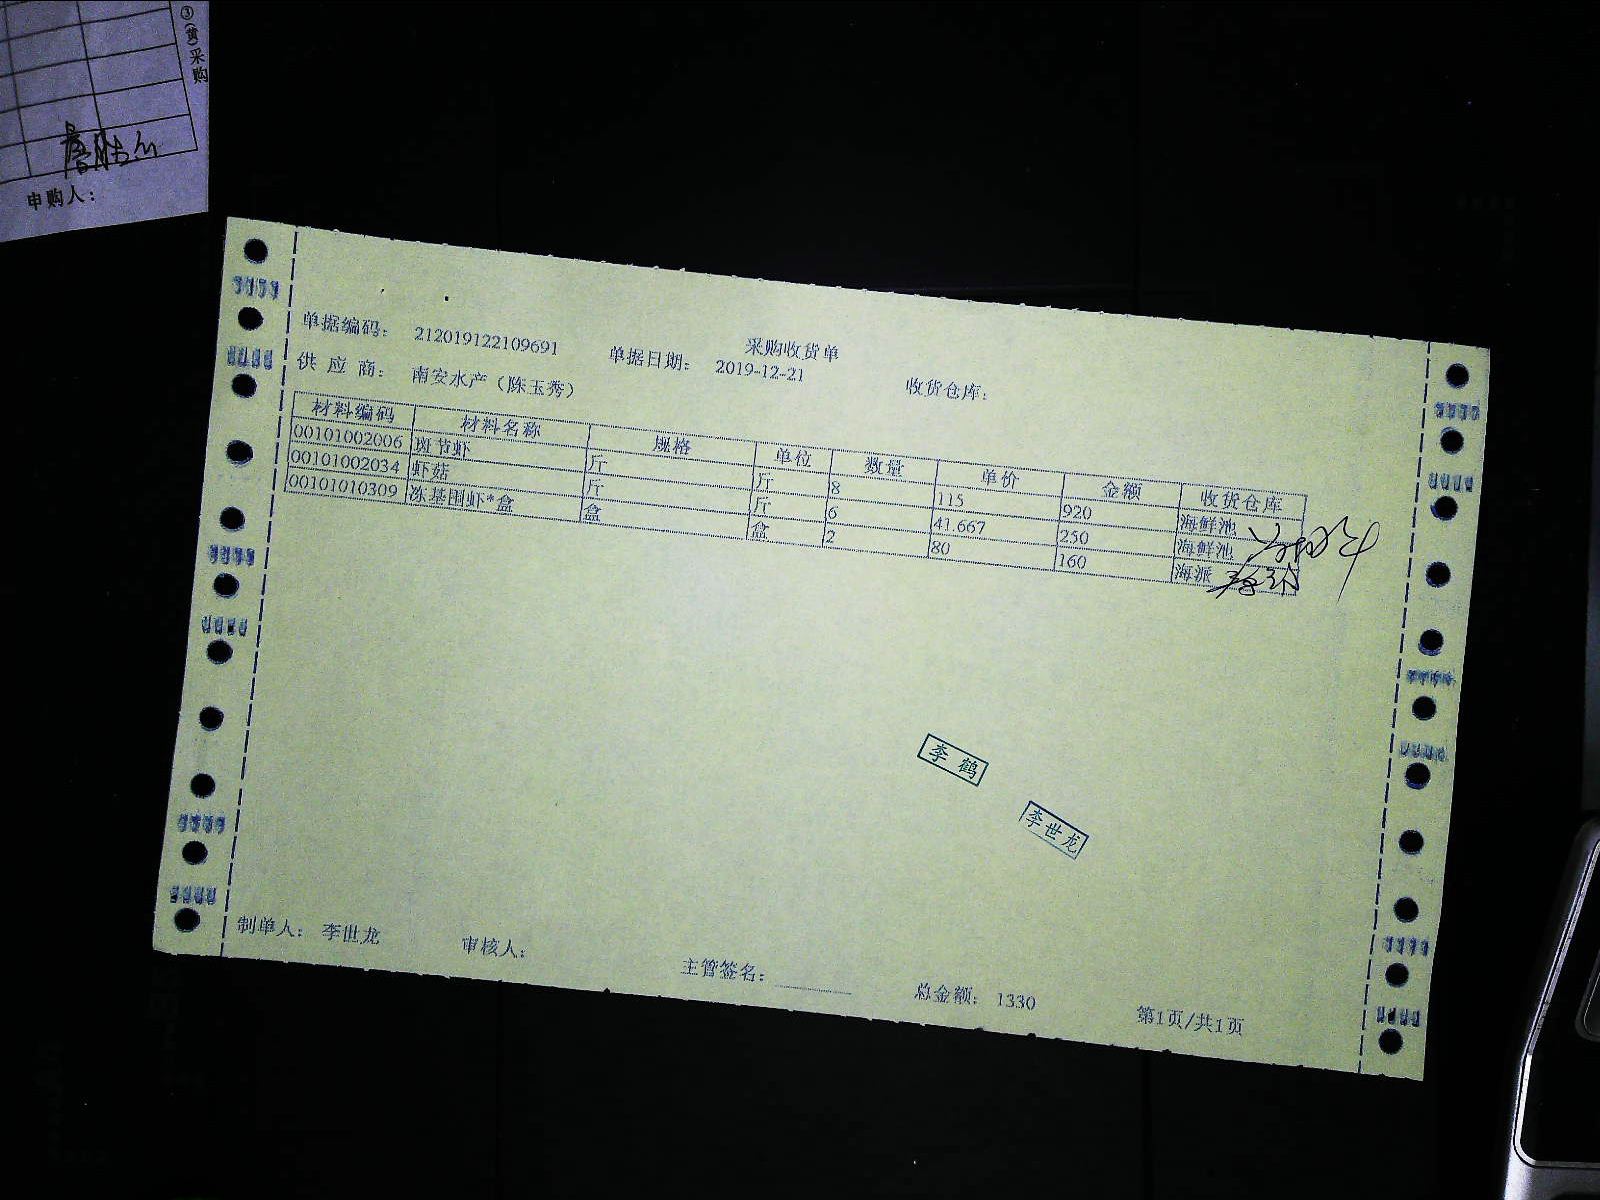 ③(黄)采购
申购人：
采购收货单
单据编码： 212019122109691 单据日期： 2019-12-21 收货仓库：
供 应 商： 南安水产（陈玉秀）
材料编码 材料名称 规格 单位 数量 单价 金额 收货仓库
00101002006 斑节虾 斤 斤 8 115 920 海鲜池
00101002034 虾菇 斤 斤 6 41.667 250 海鲜池
00101010309 冻基围虾*盒 盒 盒 2 80 160 海派
李鹤
李世龙
制单人： 李世龙 审核人： 主管签名： 总金额： 1330 第1页/共1页